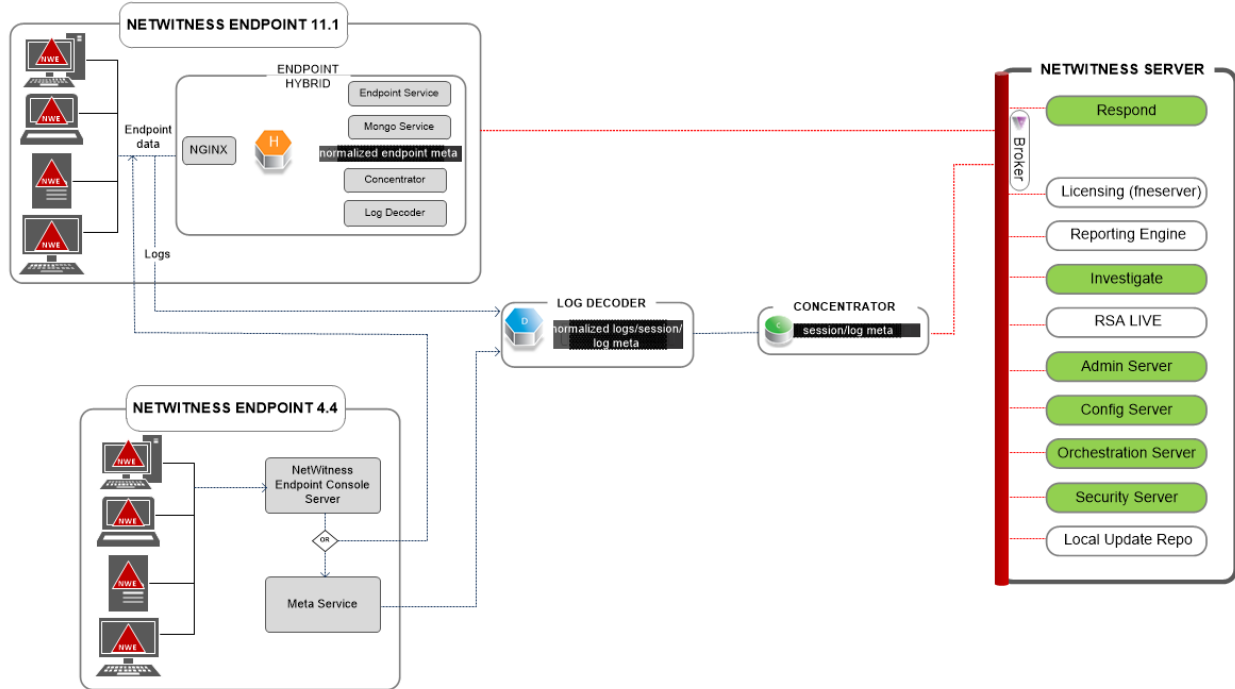 NETWITNESS ENDPOINT 11.1
NWE
NWE
NWE
NWE
Endpoint
data
Logs
ENDPOINT
HYBRID
NGINX
H
Endpoint Service
Mongo Service
normalized endpoint meta
Concentrator
Log Decoder
LOG DECODER
D
normalized logs/session/
log meta
CONCENTRATOR
C
session/log meta
NETWITNESS ENDPOINT 4.4
NWE
NWE
NWE
NWE
NetWitness
Endpoint Console
Server
OR
Meta Service
NETWITNESS SERVER
Broker
Respond
Licensing (fneserver)
Reporting Engine
Investigate
RSA LIVE
Admin Server
Config Server
Orchestration Server
Security Server
Local Update Repo